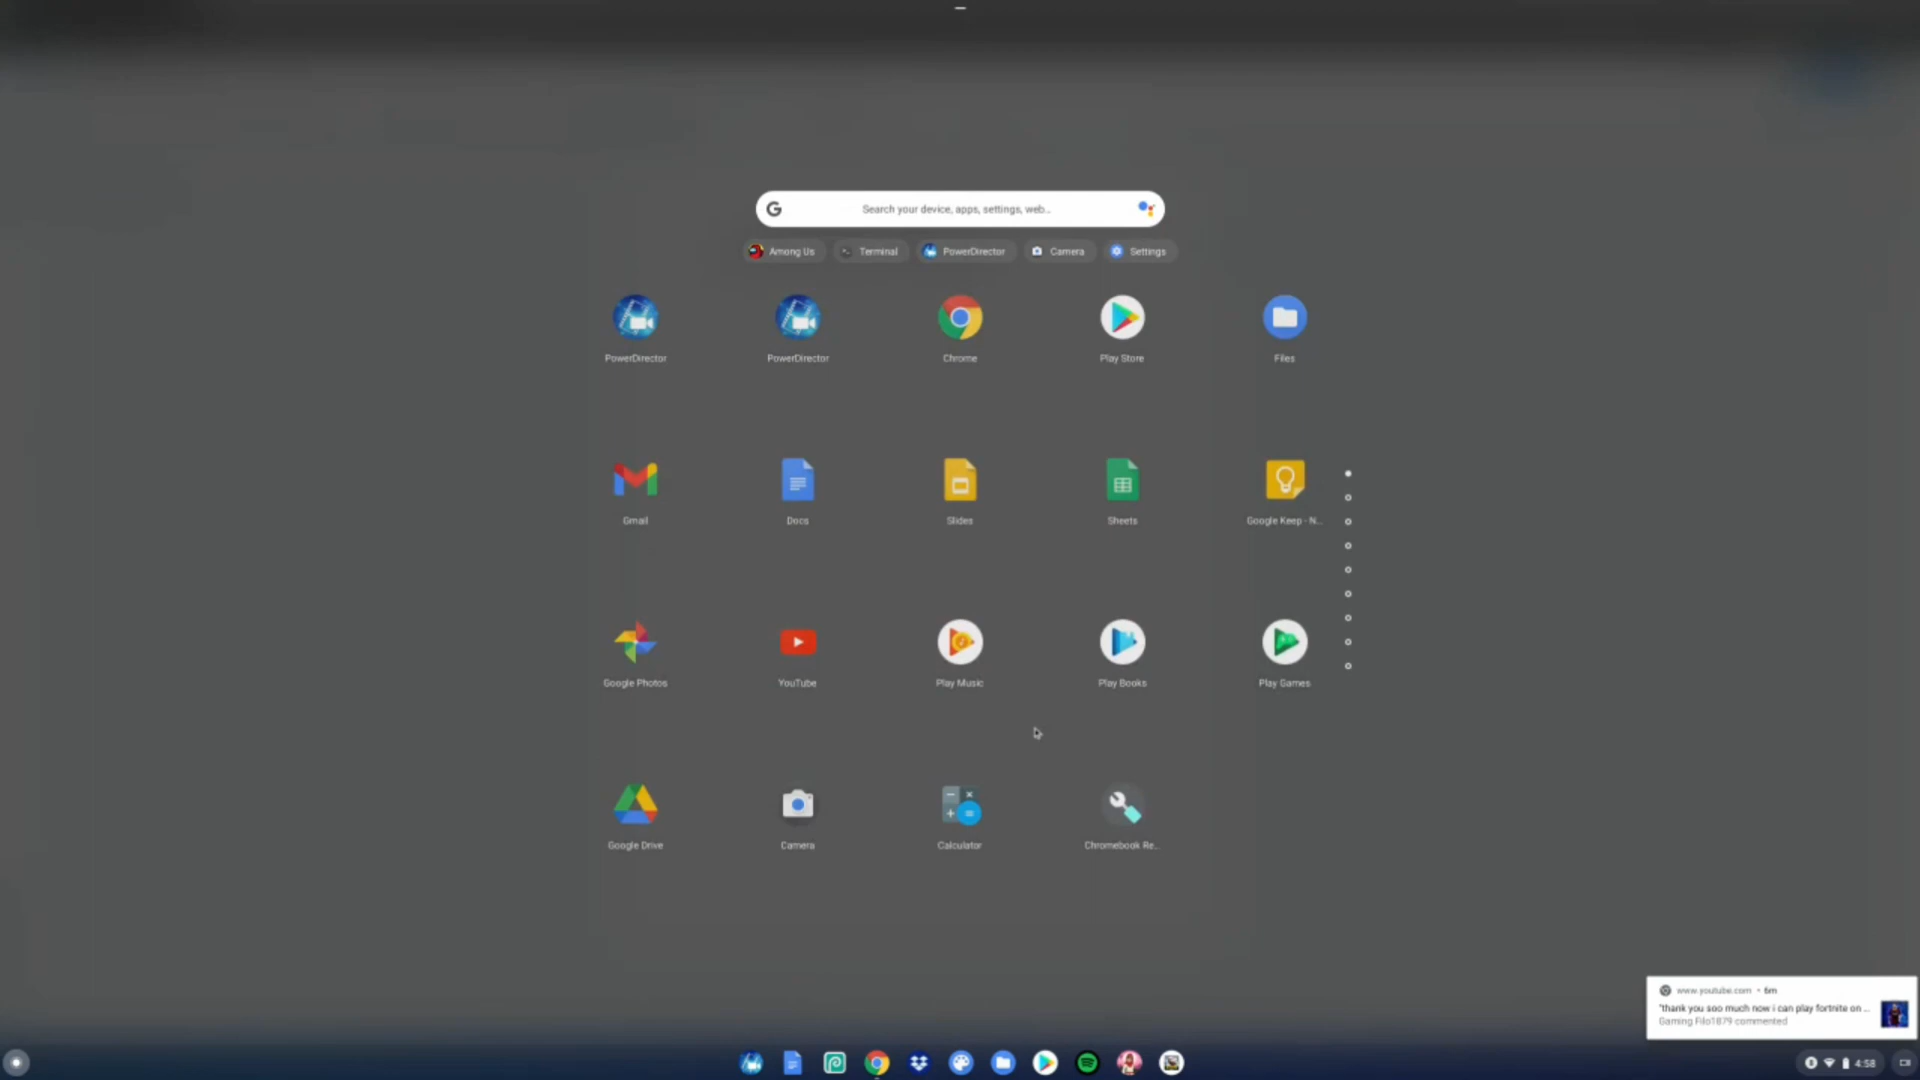 Search your device, apps, settings, web...
Among Us Terminal PowerDirector Camera Settings
PowerDirector PowerDirector Chrome Play Store Files
Gmail Docs Slides Sheets Google Keep - N...
Google Photos YouTube Play Music Play Books Play Games
Google Drive Camera Calculator Chromebook Re...
www.youtube.com • 6m
"thank you soo much now i can play fortnite on ...
Gaming Filo1879 commented
4:58